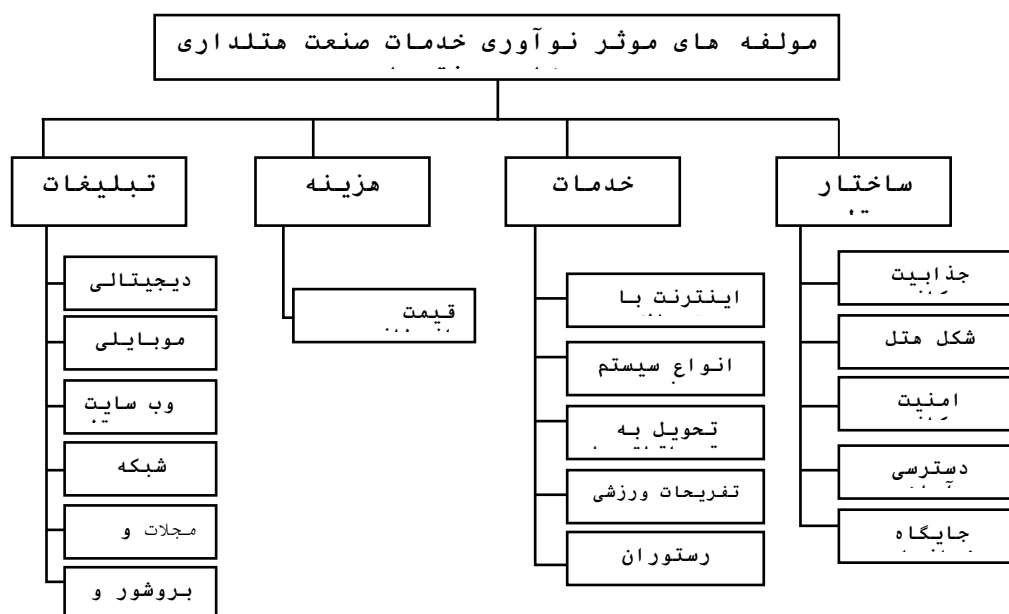 مولفه های موثر نوآوری خدمات صنعت هتلداری
ساختار
خدمات
هزینه
تبلیغات
جذابیت
شکل هتل
امنیت
دسترسی
جایگاه
اینترنت با
انواع سیستم
تحویل به
تفریحات ورزشی
رستوران
قیمت
دیجیتالی
موبایلی
وب سایت
شبکه
مجلات و
بروشور و